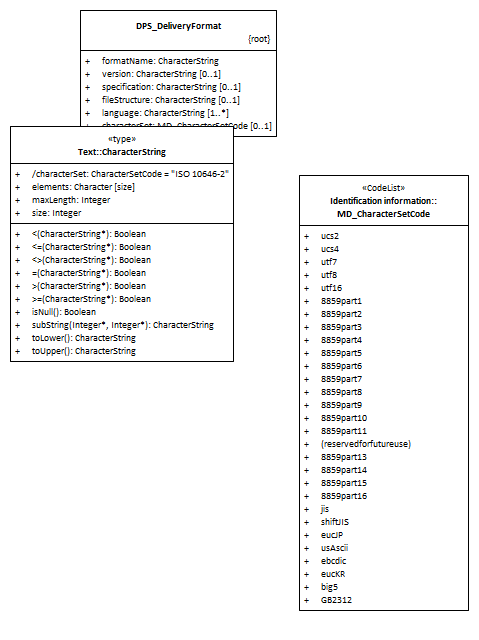 DPS_DeliveryFormat
{root}
+ formatName: CharacterString
+ version: CharacterString [0..1]
+ specification: CharacterString [0..1]
+ fileStructure: CharacterString [0..1]
+ language: CharacterString [1..*]
+ characterSet: MD_CharacterSetCode [0..1]
«type»
Text::CharacterString
+ /characterSet: CharacterSetCode = "ISO 10646-2"
+ elements: Character [size]
+ maxLength: Integer
+ size: Integer
+ <(CharacterString*): Boolean
+ <=(CharacterString*): Boolean
+ <>(CharacterString*): Boolean
+ =(CharacterString*): Boolean
+ >(CharacterString*): Boolean
+ >=(CharacterString*): Boolean
+ isNull(): Boolean
+ subString(Integer*, Integer*): CharacterString
+ toLower(): CharacterString
+ toUpper(): CharacterString
«CodeList»
Identification information::
MD_CharacterSetCode
+ ucs2
+ ucs4
+ utf7
+ utf8
+ utf16
+ 8859part1
+ 8859part2
+ 8859part3
+ 8859part4
+ 8859part5
+ 8859part6
+ 8859part7
+ 8859part8
+ 8859part9
+ 8859part10
+ 8859part11
+ (reservedforfutureuse)
+ 8859part13
+ 8859part14
+ 8859part15
+ 8859part16
+ jis
+ shiftJIS
+ eucJP
+ usAscii
+ ebcdic
+ eucKR
+ big5
+ GB2312